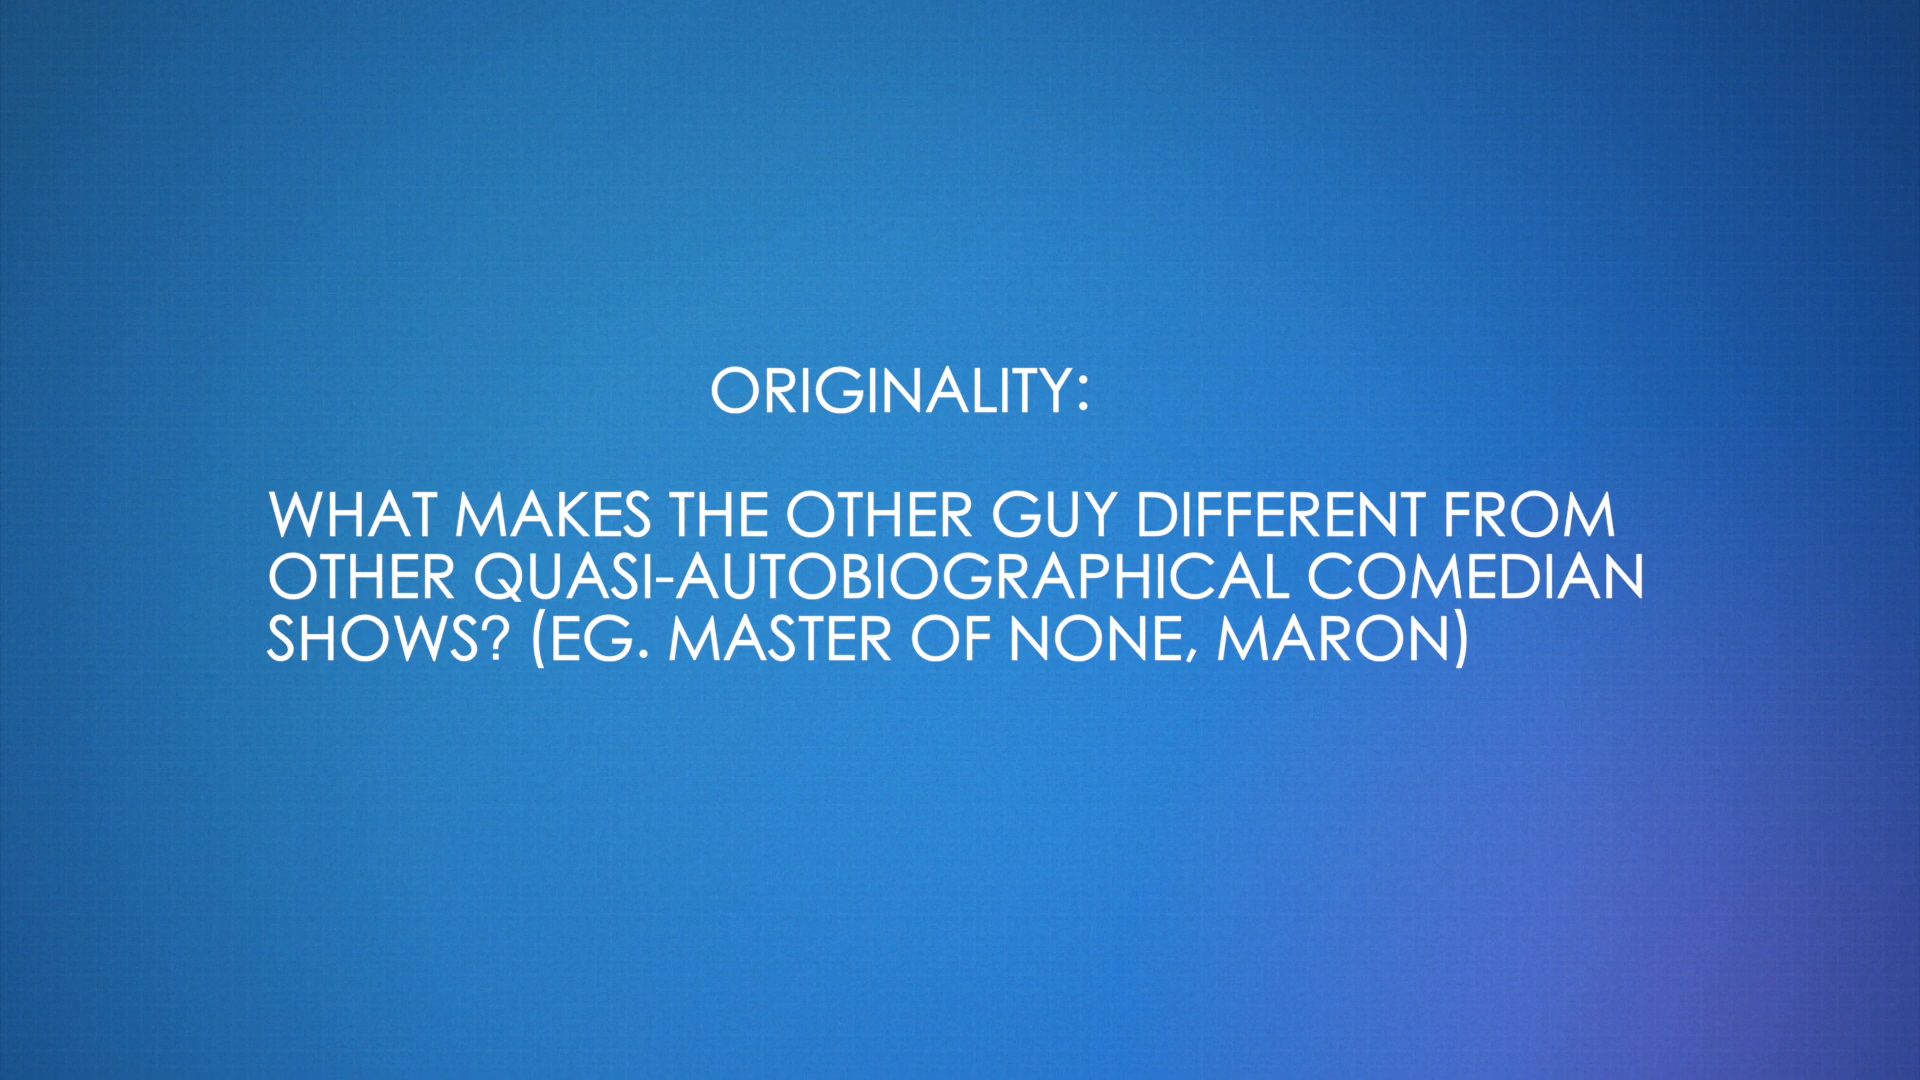 ORIGINALITY:
WHAT MAKES THE OTHER GUY DIFFERENT FROM
OTHER QUASI-AUTOBIOGRAPHICAL COMEDIAN
SHOWS? (EG. MASTER OF NONE, MARON)